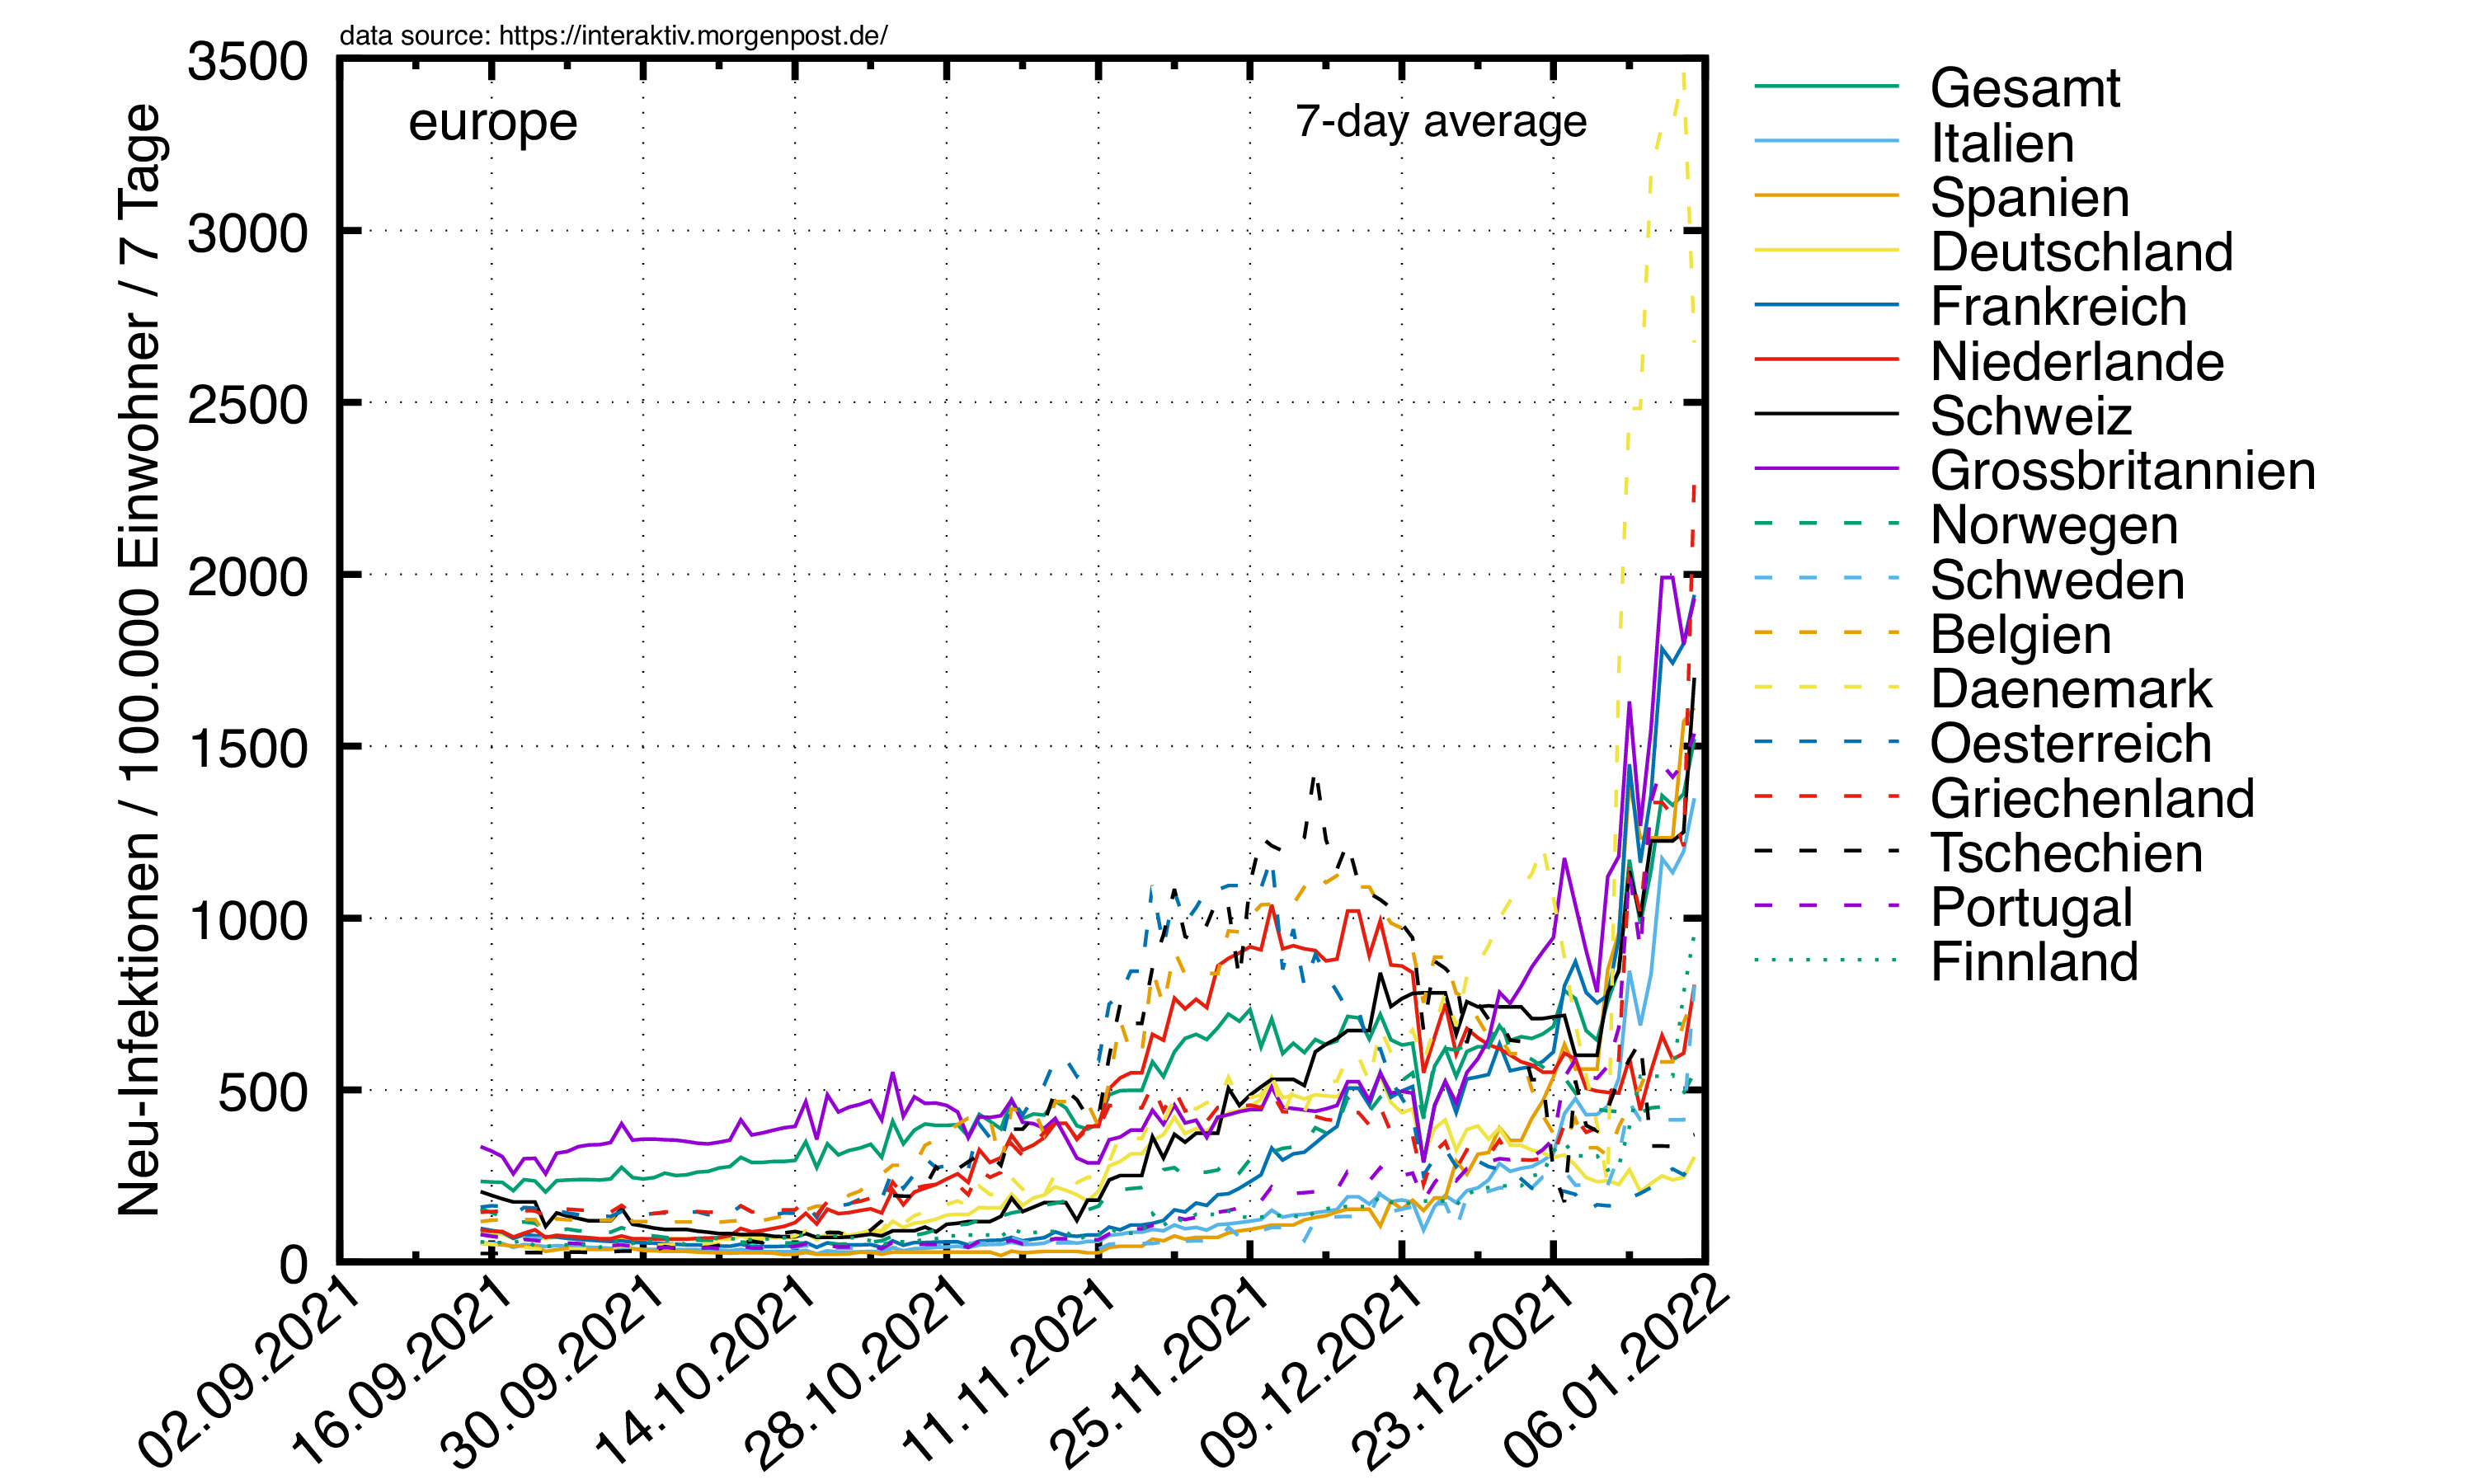 data source: https://interaktiv.morgenpost.de/
europe
7-day average
Neu-Infektionen / 100.000 Einwohner / 7 Tage
3500
3000
2500
2000
1500
1000
500
0
02.09.2021
16.09.2021
30.09.2021
14.10.2021
28.10.2021
11.11.2021
25.11.2021
09.12.2021
23.12.2021
06.01.2022
Gesamt
Italien
Spanien
Deutschland
Frankreich
Niederlande
Schweiz
Grossbritannien
Norwegen
Schweden
Belgien
Daenemark
Oesterreich
Griechenland
Tschechien
Portugal
Finnland